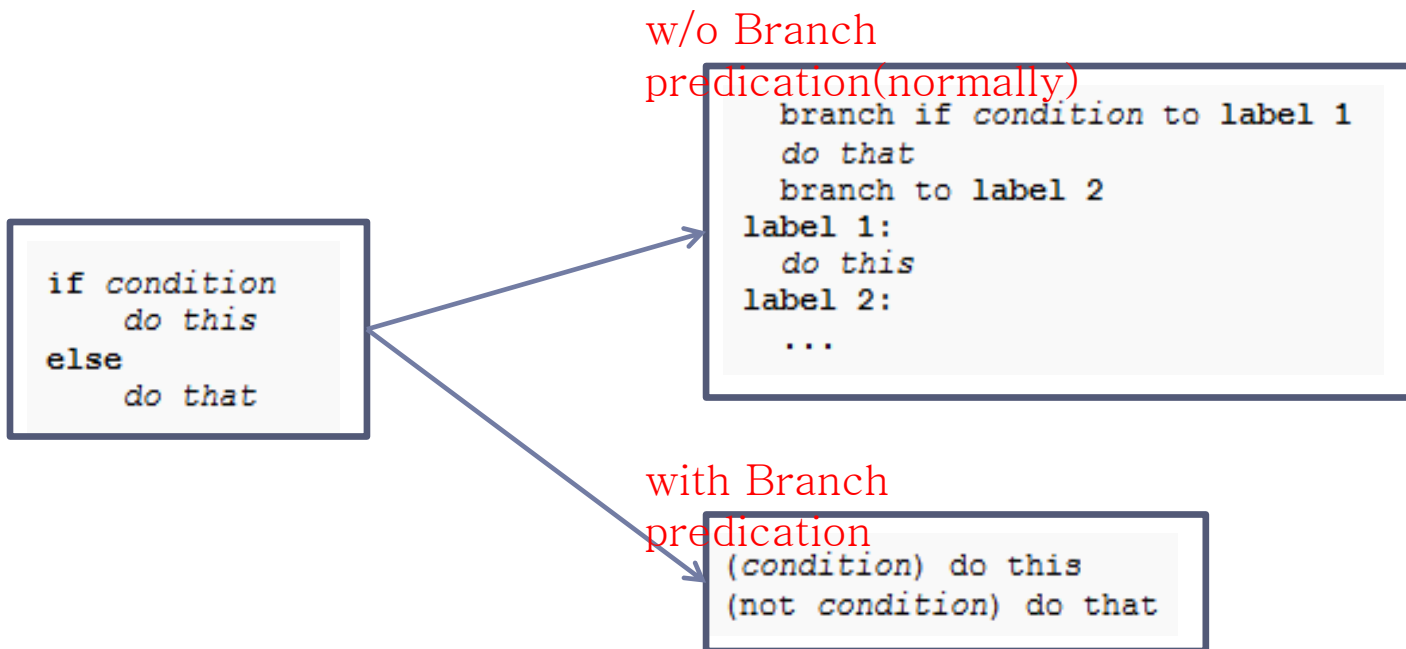 w/o Branch
predication(normally)
branch if condition to label 1
do that
branch to label 2
label 1:
do this
label 2:
...
if condition
do this
else
do that
with Branch
predication
(condition) do this
(not condition) do that